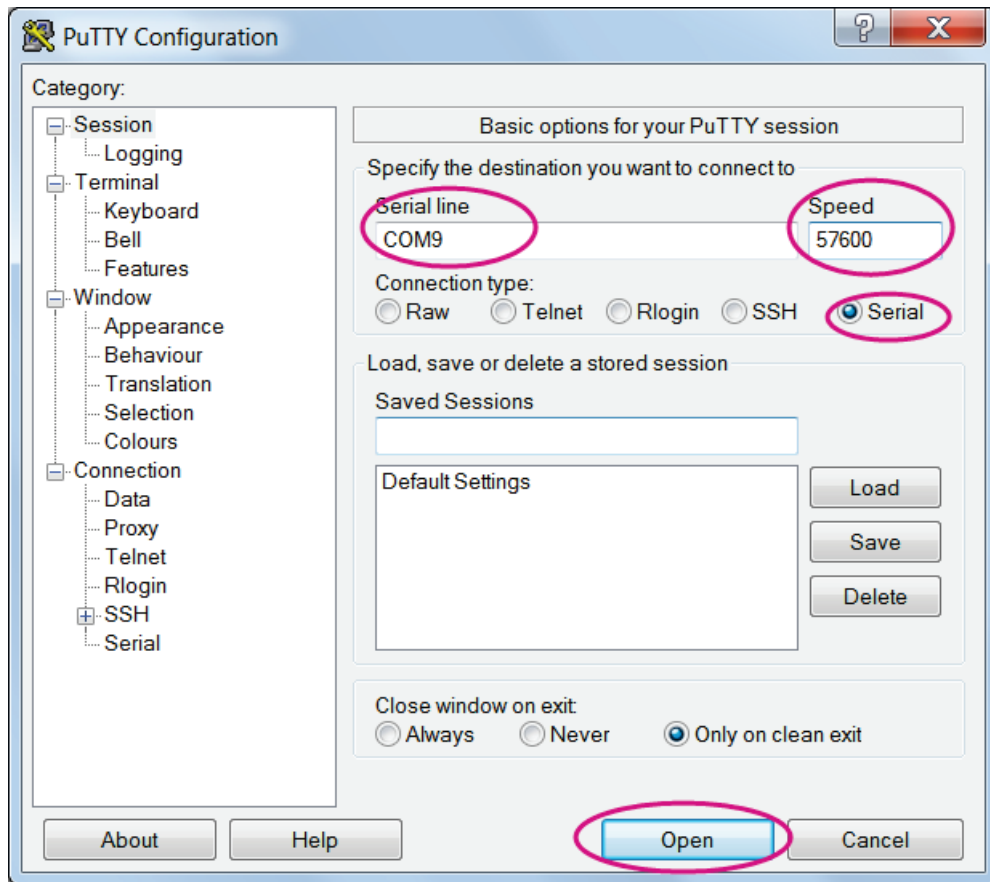 PuTTY Configuration
Category:
Session
Logging
Terminal
Keyboard
Bell
Features
Window
Appearance
Behaviour
Translation
Selection
Colours
Connection
Data
Proxy
Telnet
Rlogin
SSH
Serial
Basic options for your PuTTY session
Specify the destination you want to connect to
Serial line Speed
COM9 57600
Connection type:
Raw Telnet Rlogin SSH Serial
Load, save or delete a stored session
Saved Sessions
Default Settings
Load
Save
Delete
Close window on exit:
Always Never Only on clean exit
About Help Open Cancel